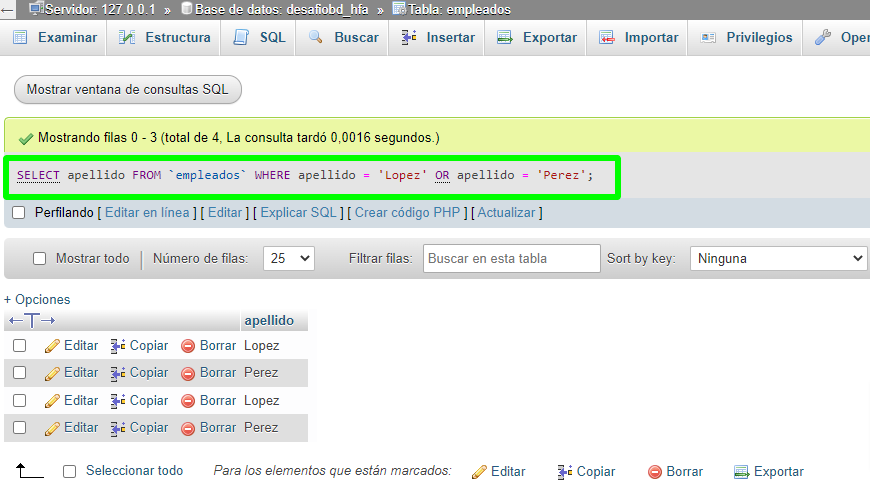 Servidor: 127.0.0.1 » Base de datos: desafiobd_hfa » Tabla: empleados
Examinar Estructura SQL Buscar Insertar Exportar Importar Privilegios Oper
Mostrar ventana de consultas SQL
Mostrando filas 0 - 3 (total de 4, La consulta tardó 0,0016 segundos.)
SELECT apellido FROM `empleados` WHERE apellido = 'Lopez' OR apellido = 'Perez';
Perfilando [ Editar en línea ] [ Editar ] [ Explicar SQL ] [ Crear código PHP ] [ Actualizar ]
Mostrar todo | Número de filas: 25 Filtrar filas: Buscar en esta tabla Sort by key: Ninguna
+ Opciones
←T→ apellido
Editar Copiar Borrar Lopez
Editar Copiar Borrar Perez
Editar Copiar Borrar Lopez
Editar Copiar Borrar Perez
Seleccionar todo Para los elementos que están marcados: Editar Copiar Borrar Exportar